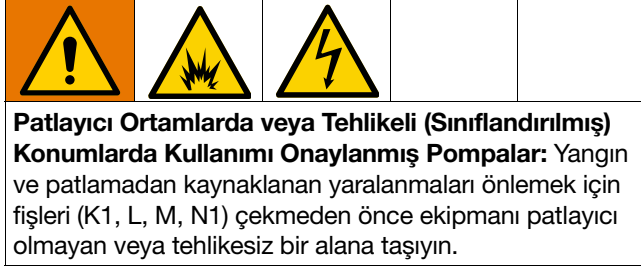 Patlayıcı Ortamlarda veya Tehlikeli (Sınıflandırılmış)
Konumlarda Kullanımı Onaylanmış Pompalar: Yangın
ve patlamadan kaynaklanan yaralanmaları önlemek için
fişleri (K1, L, M, N1) çekmeden önce ekipmanı patlayıcı
olmayan veya tehlikesiz bir alana taşıyın.